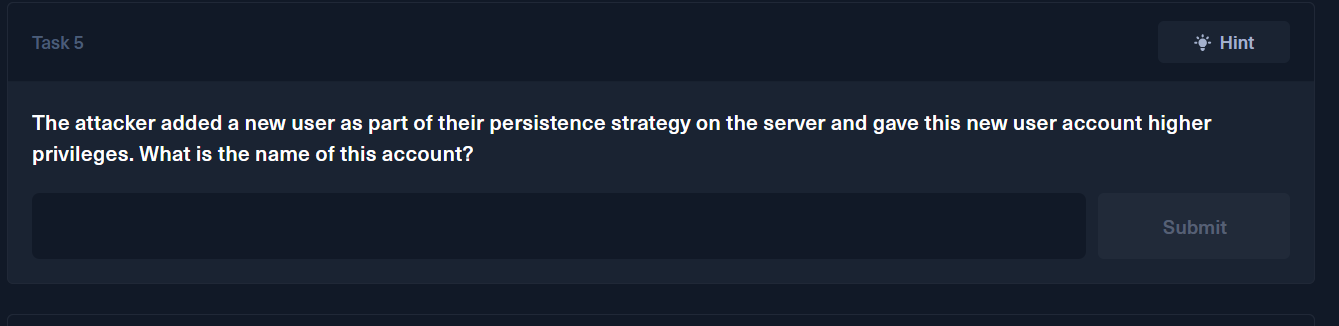 Task 5
Hint
The attacker added a new user as part of their persistence strategy on the server and gave this new user account higher
privileges. What is the name of this account?
Submit